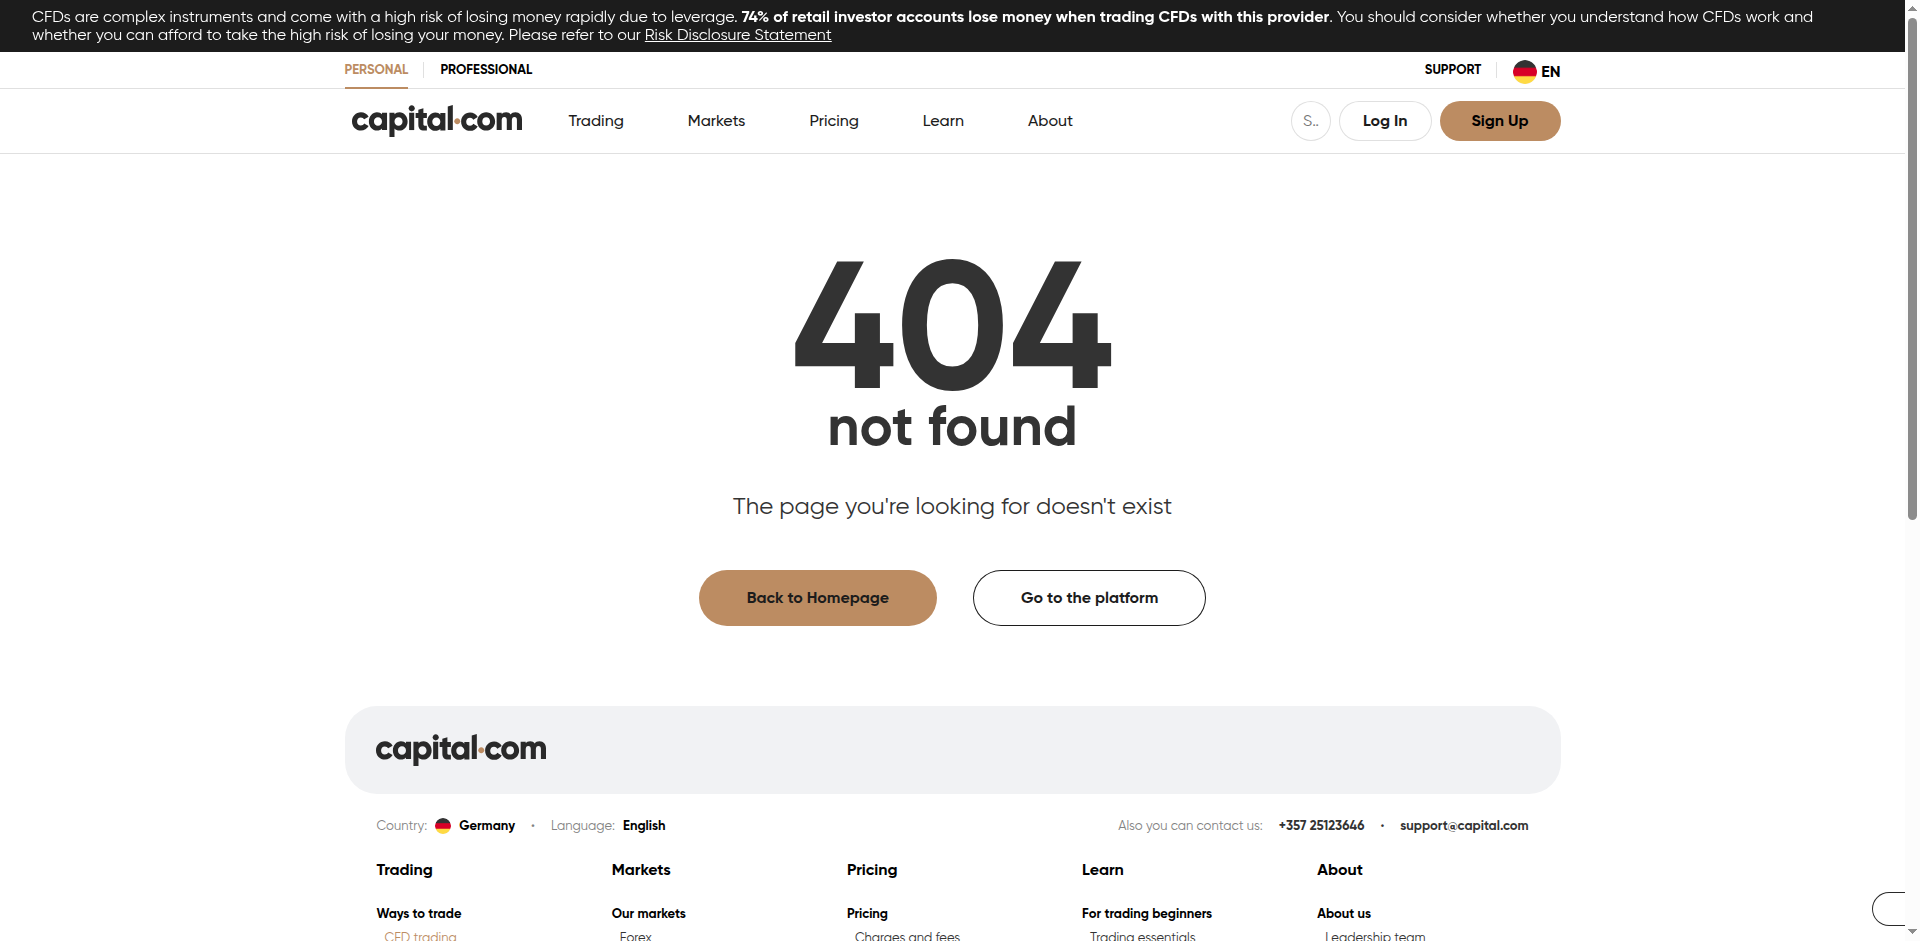 CFDs are complex instruments and come with a high risk of losing money rapidly due to leverage. 74% of retail investor accounts lose money when trading CFDs with this provider. You should consider whether you understand how CFDs work and
whether you can afford to take the high risk of losing your money. Please refer to our Risk Disclosure Statement
PERSONAL PROFESSIONAL SUPPORT EN
capital.com Trading Markets Pricing Learn About S.. Log In Sign Up
404
not found
The page you're looking for doesn't exist
Back to Homepage Go to the platform
capital.com
Country: Germany • Language: English Also you can contact us: +357 25123646 • support@capital.com
Trading Markets Pricing Learn About
Ways to trade Our markets Pricing For trading beginners About us
CFD trading Forex Charges and fees Trading essentials Leadership team